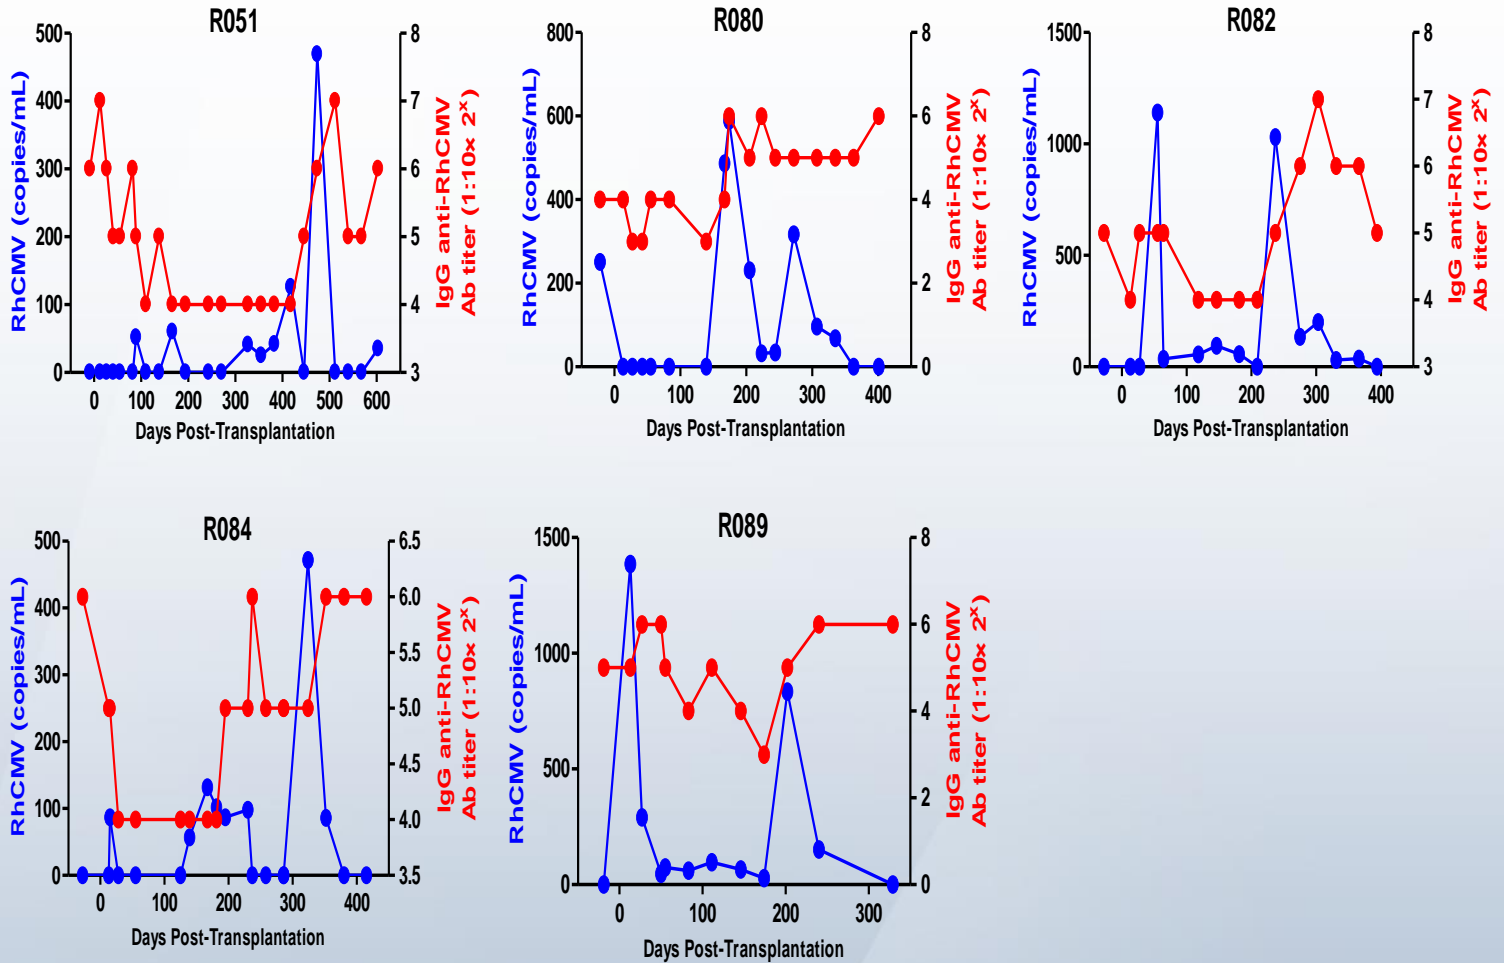 R051
500
400
300
200
100
0
RhCMV (copies/mL)
8
7
6
5
4
3
IgG anti-RhCMV
Ab titer (1:10x 2ˣ)
0 100 200 300 400 500 600
Days Post-Transplantation
R080
800
600
400
200
0
RhCMV (copies/mL)
8
6
4
2
0
IgG anti-RhCMV
Ab titer (1:10x 2ˣ)
0 100 200 300 400
Days Post-Transplantation
R082
1500
1000
500
0
RhCMV (copies/mL)
8
7
6
5
4
3
IgG anti-RhCMV
Ab titer (1:10x 2ˣ)
0 100 200 300 400
Days Post-Transplantation
R084
500
400
300
200
100
0
RhCMV (copies/mL)
6.5
6.0
5.5
5.0
4.5
4.0
3.5
IgG anti-RhCMV
Ab titer (1:10x 2ˣ)
0 100 200 300 400
Days Post-Transplantation
R089
1500
1000
500
0
RhCMV (copies/mL)
8
6
4
2
0
IgG anti-RhCMV
Ab titer (1:10x 2ˣ)
0 100 200 300
Days Post-Transplantation